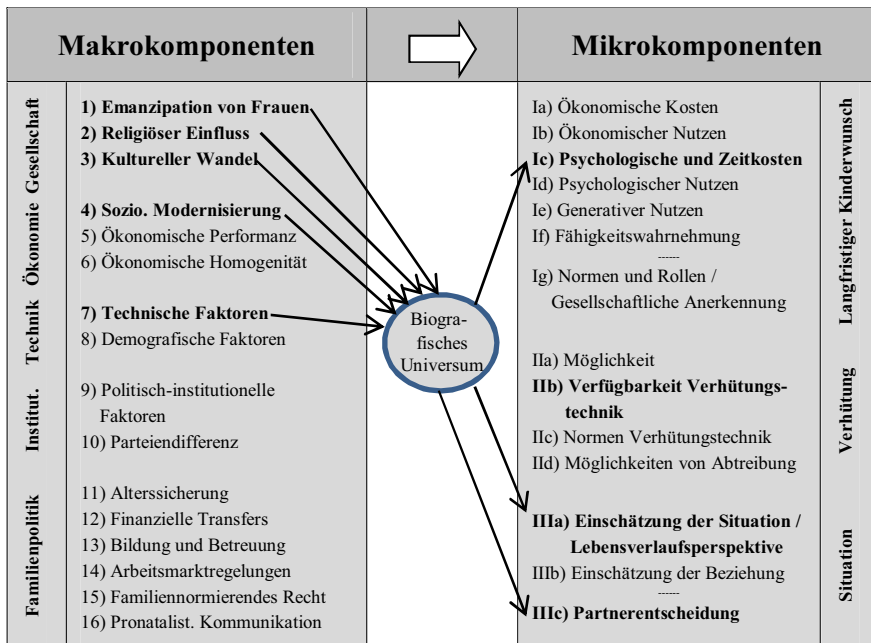 Makrokomponenten
Mikrokomponenten
Gesellschaft
1) Emanzipation von Frauen
2) Religiöser Einfluss
3) Kultureller Wandel
Ökonomie
4) Sozio. Modernisierung
5) Ökonomische Performanz
6) Ökonomische Homogenität
Technik
7) Technische Faktoren
8) Demografische Faktoren
Institut.
9) Politisch-institutionelle
Faktoren
10) Parteiendifferenz
Familienpolitik
11) Alterssicherung
12) Finanzielle Transfers
13) Bildung und Betreuung
14) Arbeitsmarktregelungen
15) Familiennormierendes Recht
16) Pronatalist. Kommunikation
Biogra-
fisches
Universum
Ia) Ökonomische Kosten
Ib) Ökonomischer Nutzen
Ic) Psychologische und Zeitkosten
Id) Psychologischer Nutzen
Ie) Generativer Nutzen
If) Fähigkeitswahrnehmung
------
Ig) Normen und Rollen /
Gesellschaftliche Anerkennung
Langfristiger Kinderwunsch
IIa) Möglichkeit
IIb) Verfügbarkeit Verhütungs-
technik
IIc) Normen Verhütungstechnik
IId) Möglichkeiten von Abtreibung
Verhütung
IIIa) Einschätzung der Situation /
Lebensverlaufsperspektive
IIIb) Einschätzung der Beziehung
------
IIIc) Partnerentscheidung
Situation